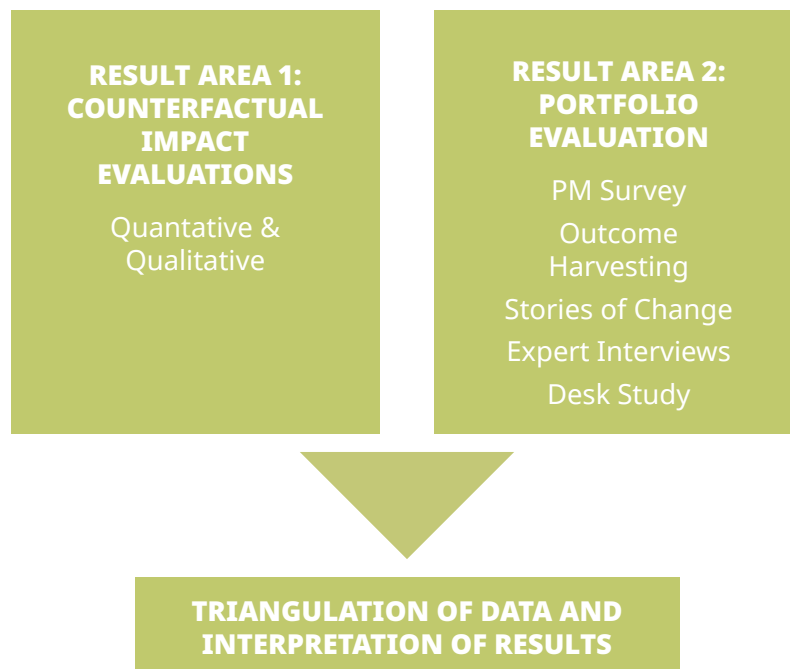 RESULT AREA 1:
COUNTERFACTUAL
IMPACT
EVALUATIONS
Quantative &
Qualitative
RESULT AREA 2:
PORTFOLIO
EVALUATION
PM Survey
Outcome
Harvesting
Stories of Change
Expert Interviews
Desk Study
TRIANGULATION OF DATA AND
INTERPRETATION OF RESULTS